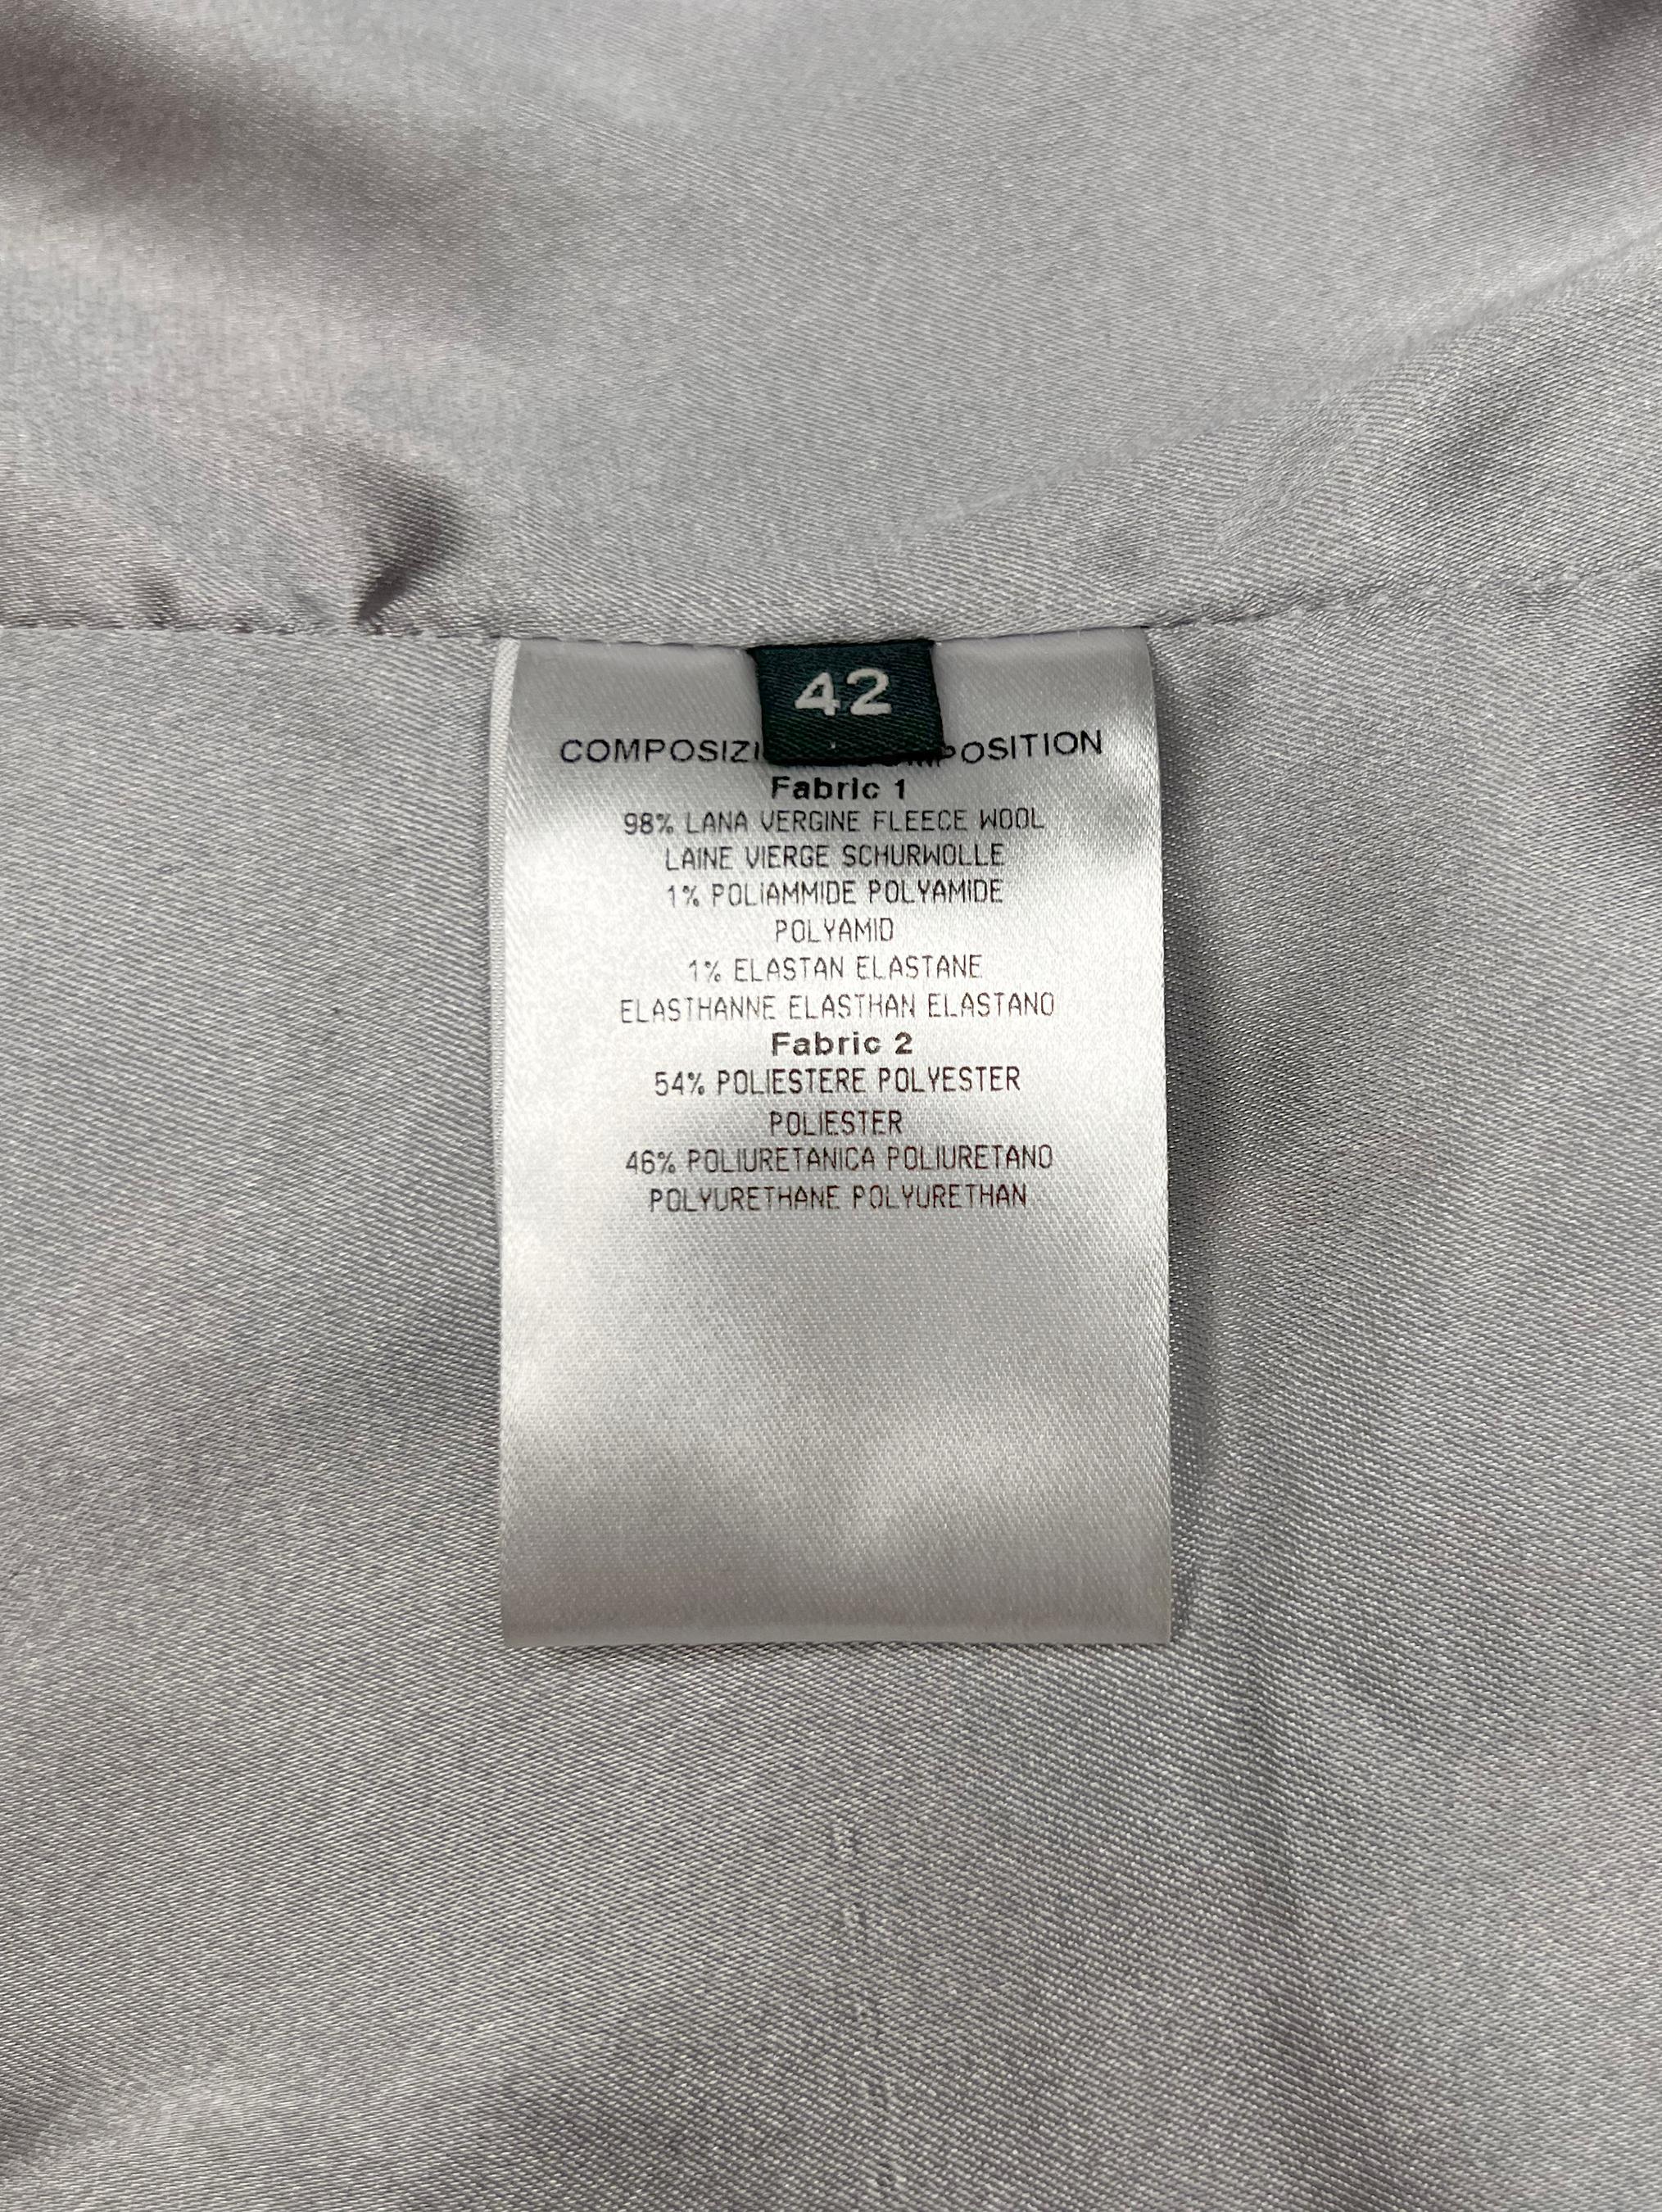 42
COMPOSIZI POSITION
Fabric 1
98% LANA VERGINE FLEECE WOOL
LAINE VIERGE SCHURWOLLE
1% POLIAMMIDE POLYAMIDE
POLYAMID
1% ELASTAN ELASTANE
ELASTHANNE ELASTHAN ELASTANO
Fabric 2
54% POLIESTERE POLYESTER
POLIESTER
46% POLIURETANICA POLIURETANO
POLYURETHANE POLYURETHAN